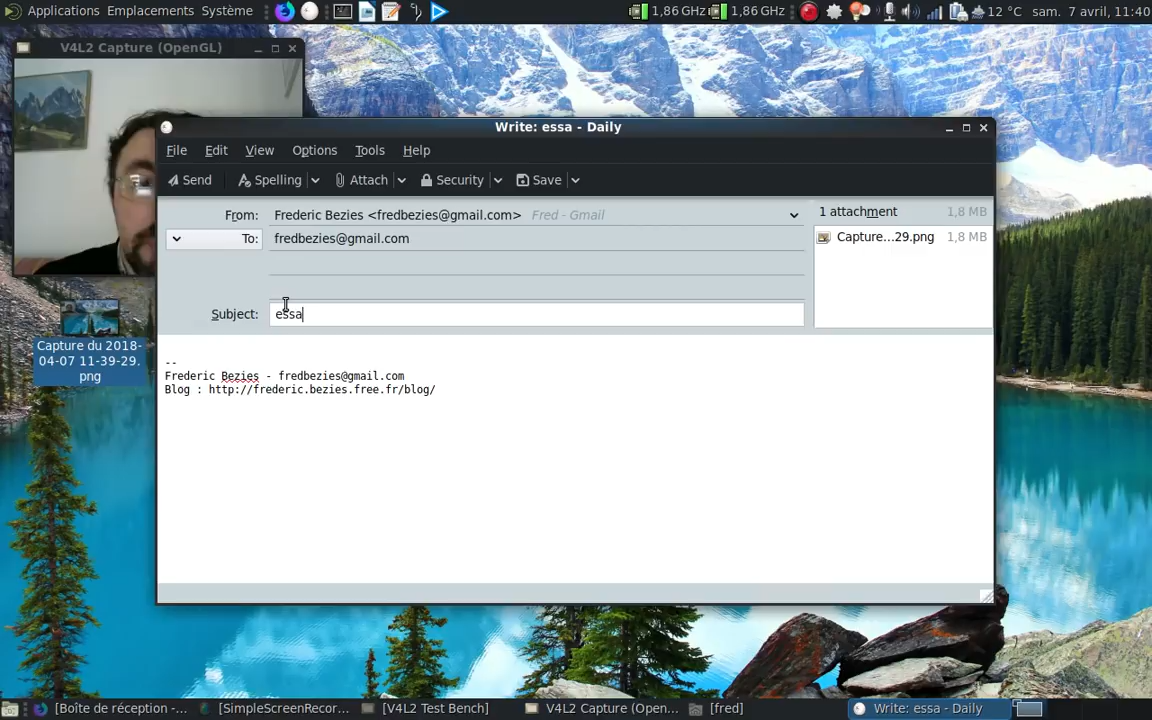 Applications Emplacements Système
1,86 GHz 1,86 GHz 12 °C sam. 7 avril, 11:40
V4L2 Capture (OpenGL)
Write: essa - Daily
File Edit View Options Tools Help
Send Spelling Attach Security Save
From: Frederic Bezies <fredbezies@gmail.com> Fred - Gmail
1 attachment 1,8 MB
To: fredbezies@gmail.com
Capture...29.png 1,8 MB
Subject: essa
Capture du 2018-
04-07 11-39-29.
png
--
Frederic Bezies - fredbezies@gmail.com
Blog : http://frederic.bezies.free.fr/blog/
[Boîte de réception -... [SimpleScreenRecor... [V4L2 Test Bench] V4L2 Capture (Open... [fred] Write: essa - Daily